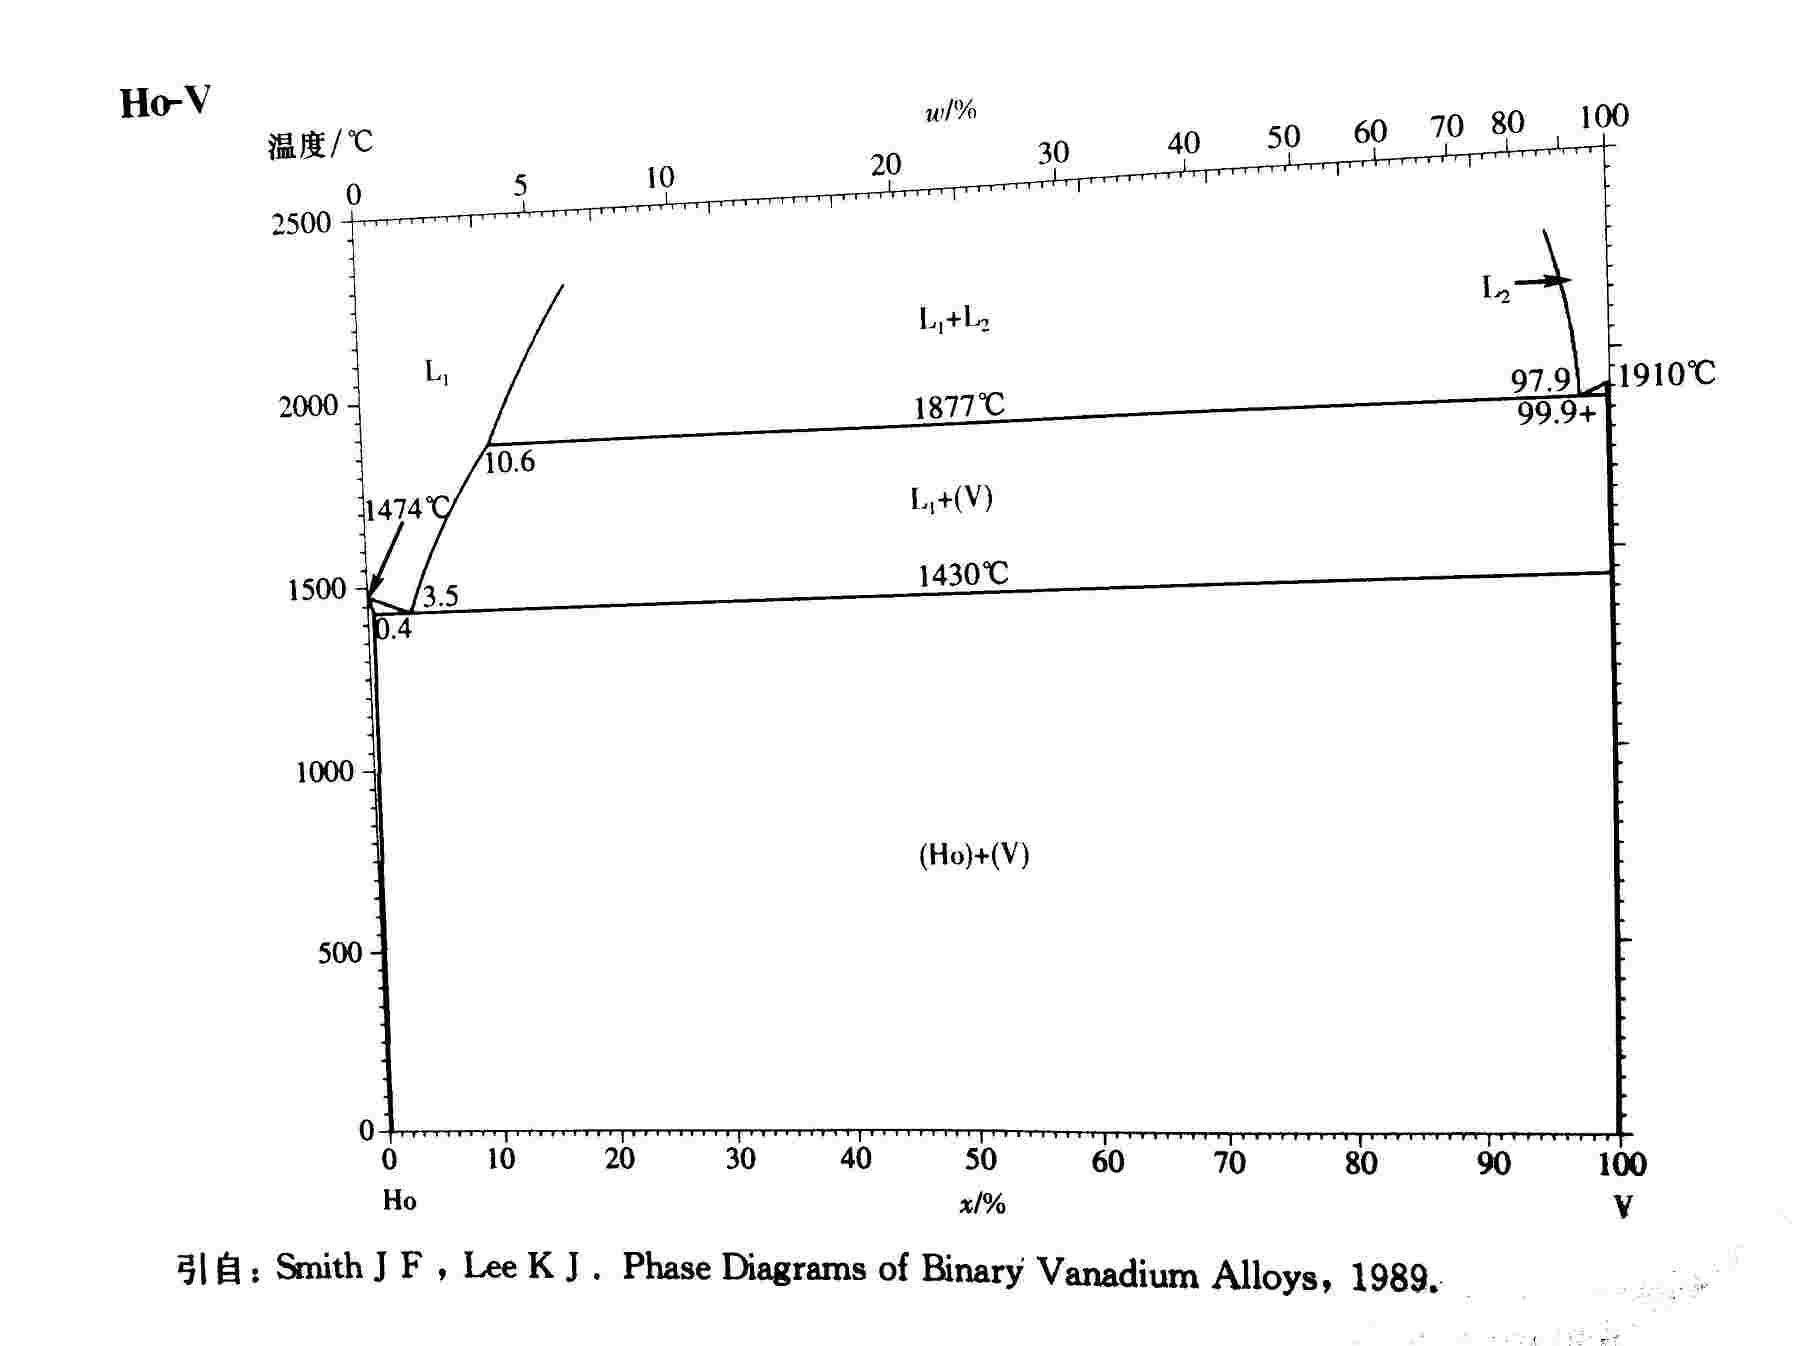 Ho-V
w/%
温度/℃
0 5 10 20 30 40 50 60 70 80 100
2500
L₂
L₁+L₂
L₁
1910℃
97.9
2000
1877℃
99.9+
10.6
L₁+(V)
1474℃
1430℃
1500
3.5
0.4
1000
(Ho)+(V)
500
0
0 10 20 30 40 50 60 70 80 90 100
Ho x/% V
引自: Smith J F, Lee K J. Phase Diagrams of Binary Vanadium Alloys, 1989.